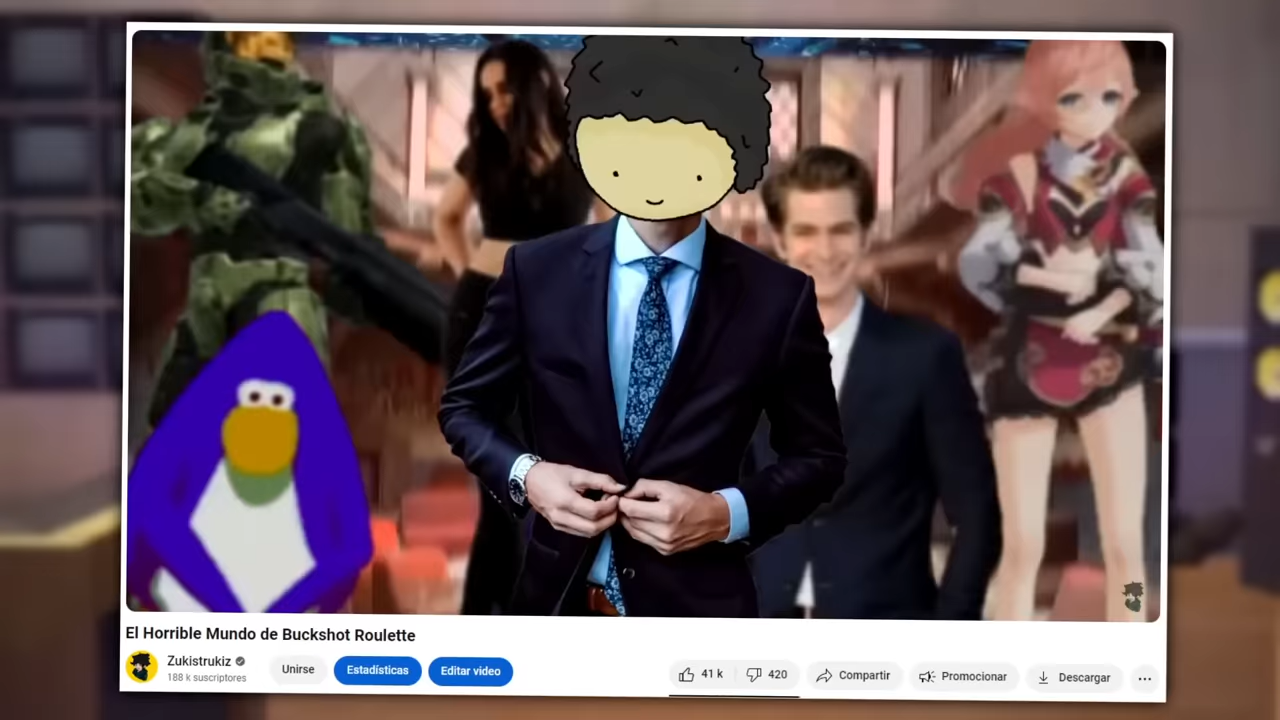 El Horrible Mundo de Buckshot Roulette
Zukistrukiz
188 k suscriptores
Unirse
Estadísticas
Editar video
41 k
420
Compartir
Promocionar
Descargar